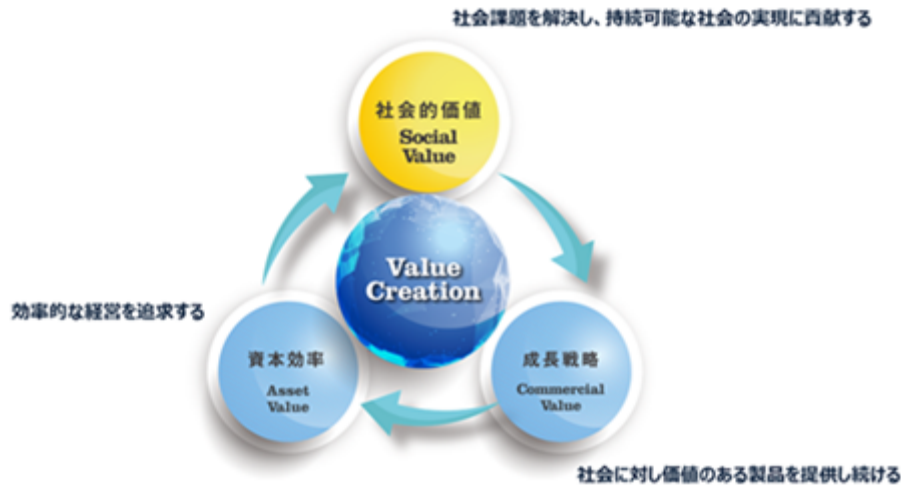 社会課題を解決し、持続可能な社会の実現に貢献する
社会的価値
Social
Value
Value
Creation
効率的な経営を追求する
資本効率
Asset
Value
成長戦略
Commercial
Value
社会に対し価値のある製品を提供し続ける